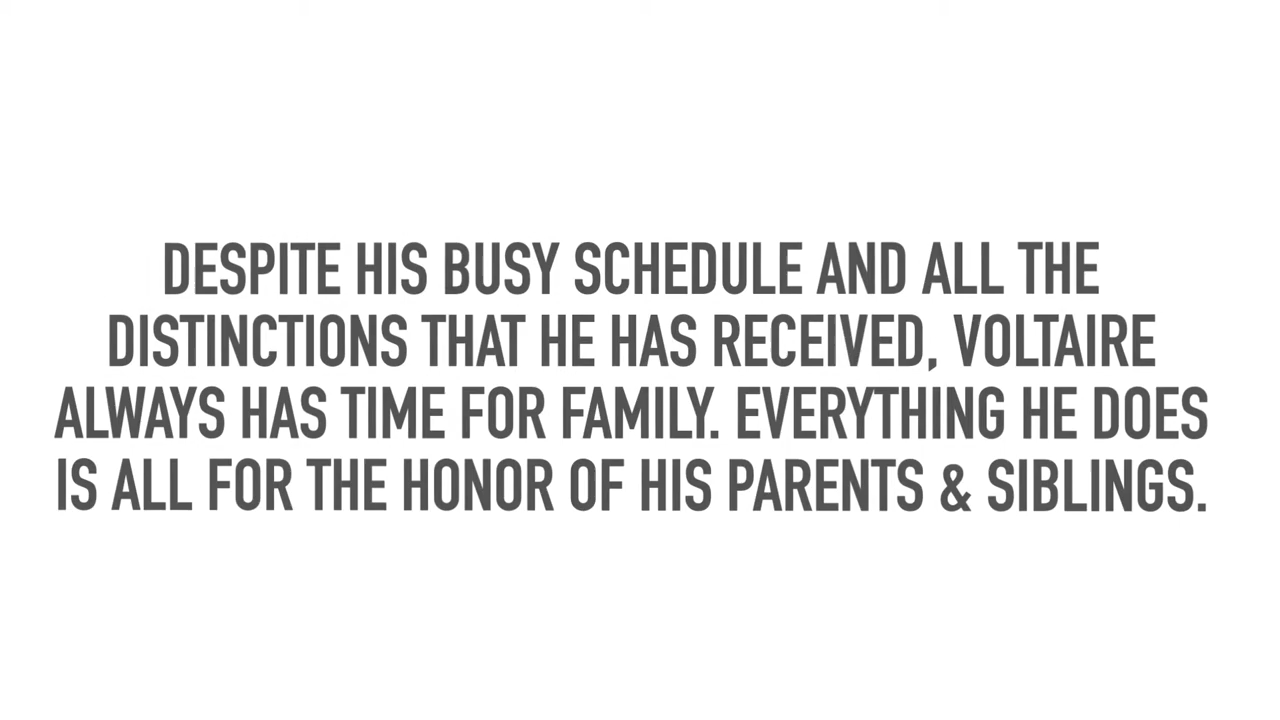 DESPITE HIS BUSY SCHEDULE AND ALL THE
DISTINCTIONS THAT HE HAS RECEIVED, VOLTAIRE
ALWAYS HAS TIME FOR FAMILY. EVERYTHING HE DOES
IS ALL FOR THE HONOR OF HIS PARENTS & SIBLINGS.